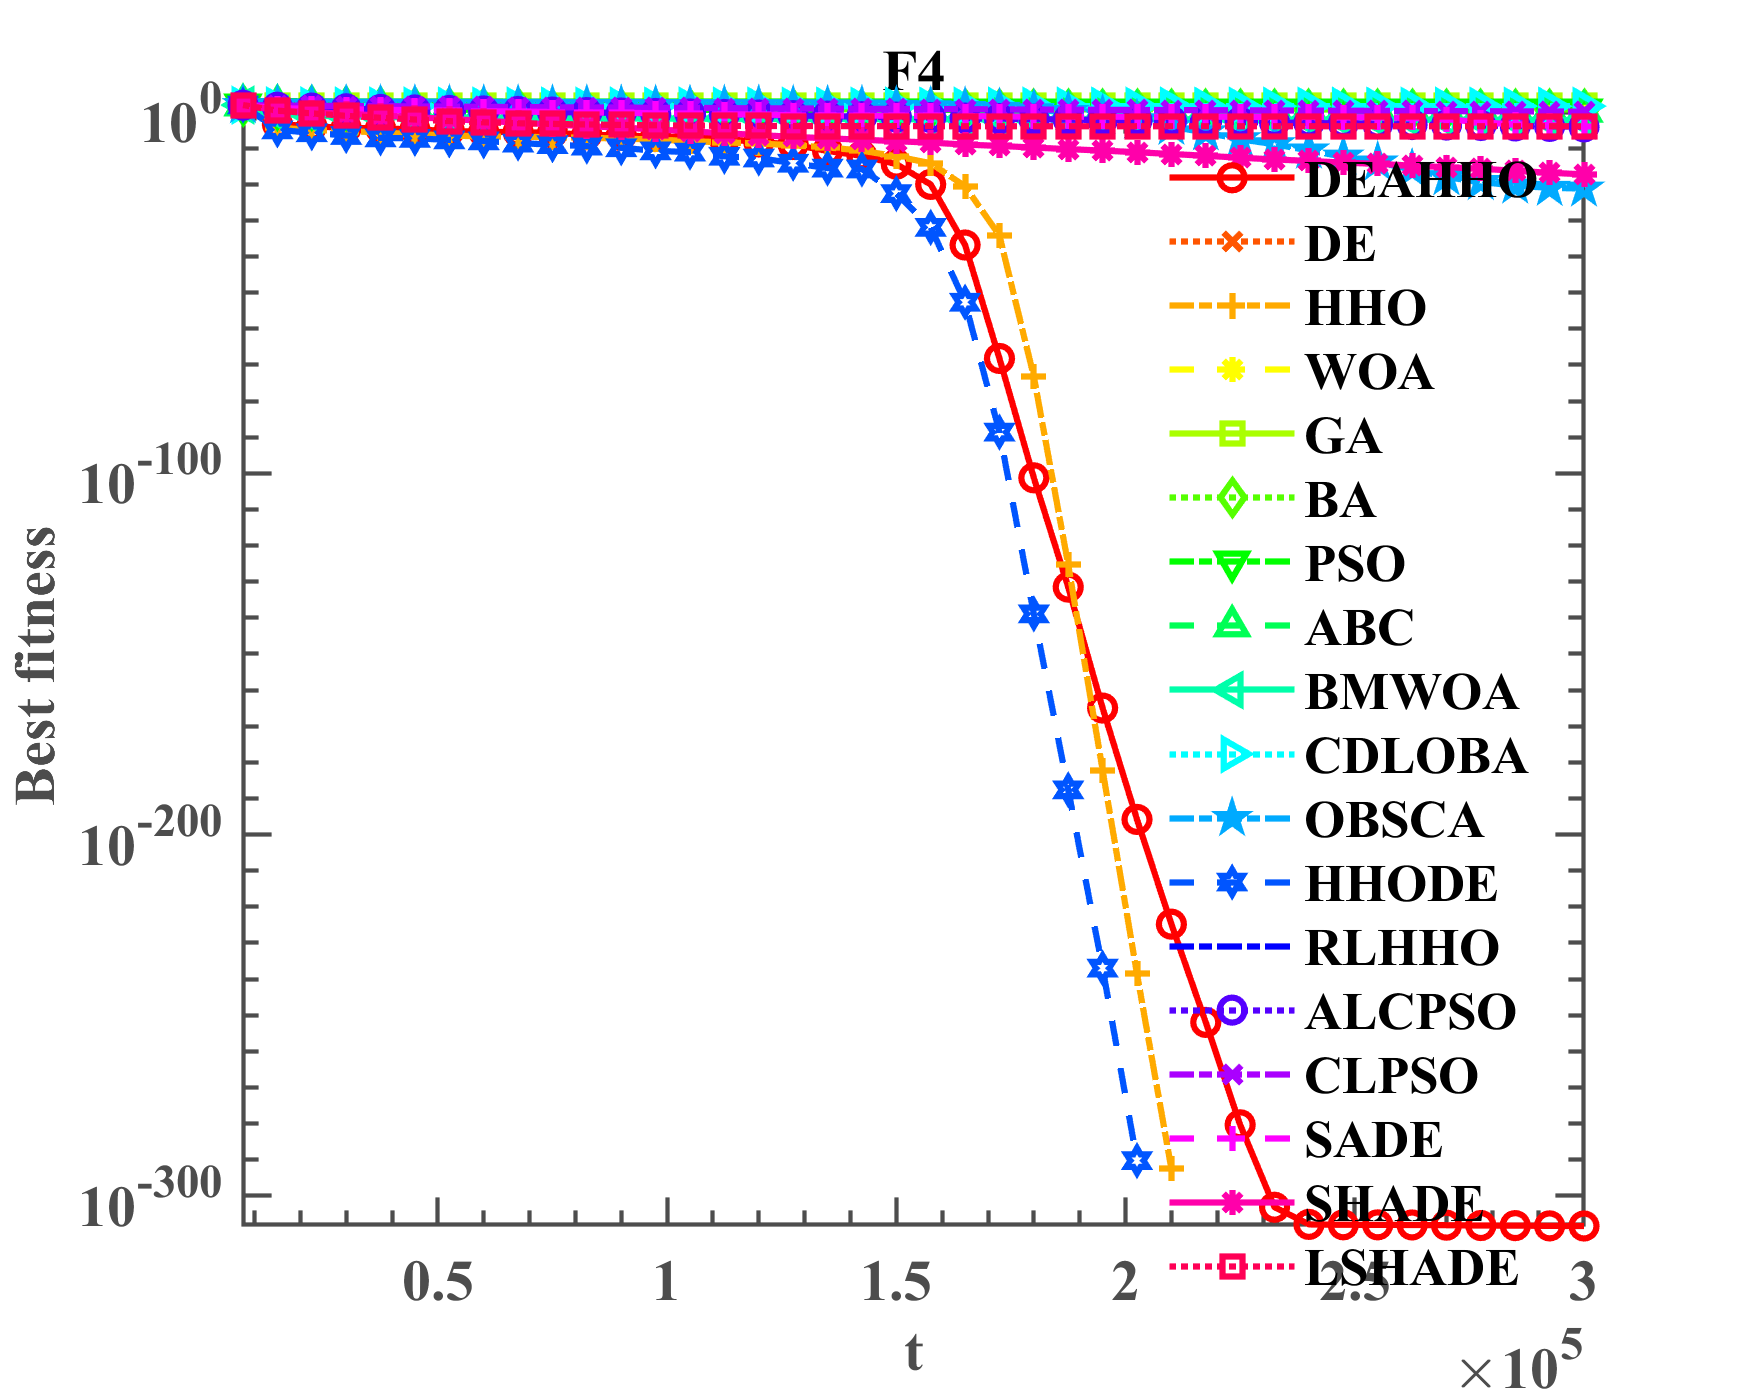 F4
10^0
10^-100
10^-200
10^-300
Best fitness
DEAHHO
DE
HHO
WOA
GA
BA
PSO
ABC
BMWOA
CDLOBA
OBSCA
HHODE
RLHHO
ALCPSO
CLPSO
SADE
SHADE
LSHADE
0.5 1 1.5 2 2.5 3
t
×10^5